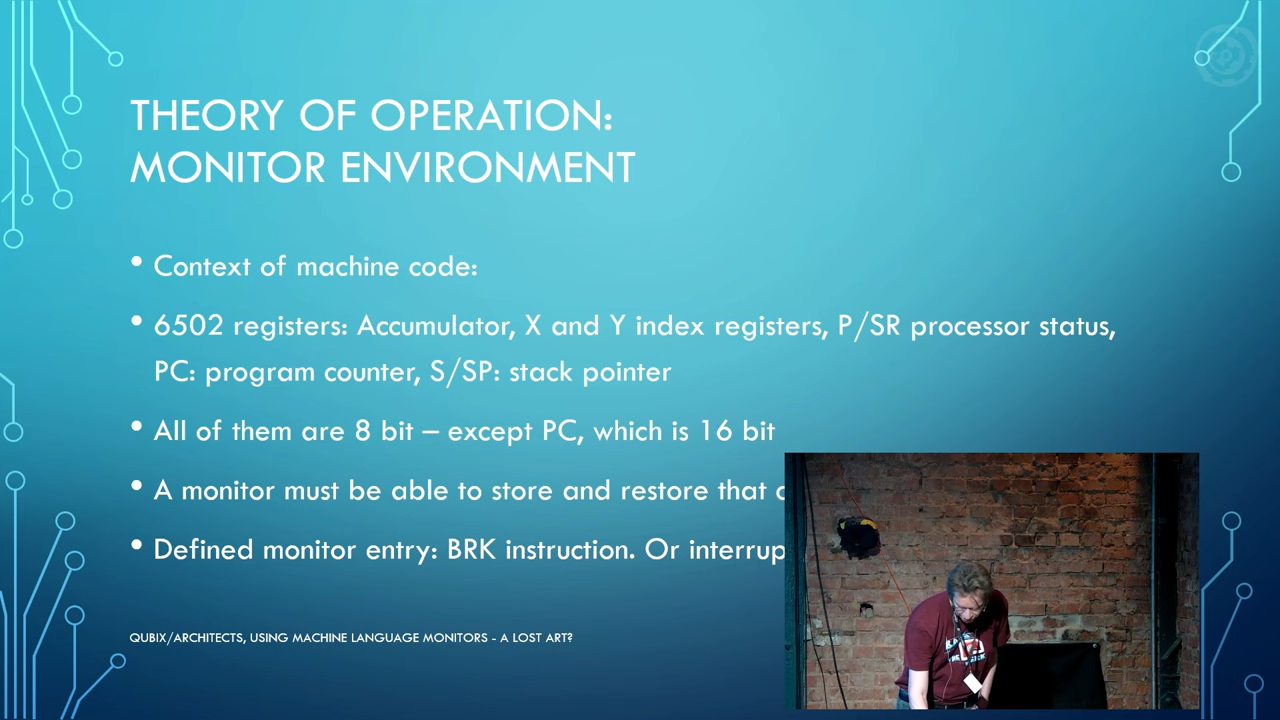 THEORY OF OPERATION:
MONITOR ENVIRONMENT
• Context of machine code:
• 6502 registers: Accumulator, X and Y index registers, P/SR processor status,
PC: program counter, S/SP: stack pointer
• All of them are 8 bit – except PC, which is 16 bit
• A monitor must be able to store and restore that
• Defined monitor entry: BRK instruction. Or
QUBIX/ARCHITECTS, USING MACHINE LANGUAGE MONITORS - A LOST ART?